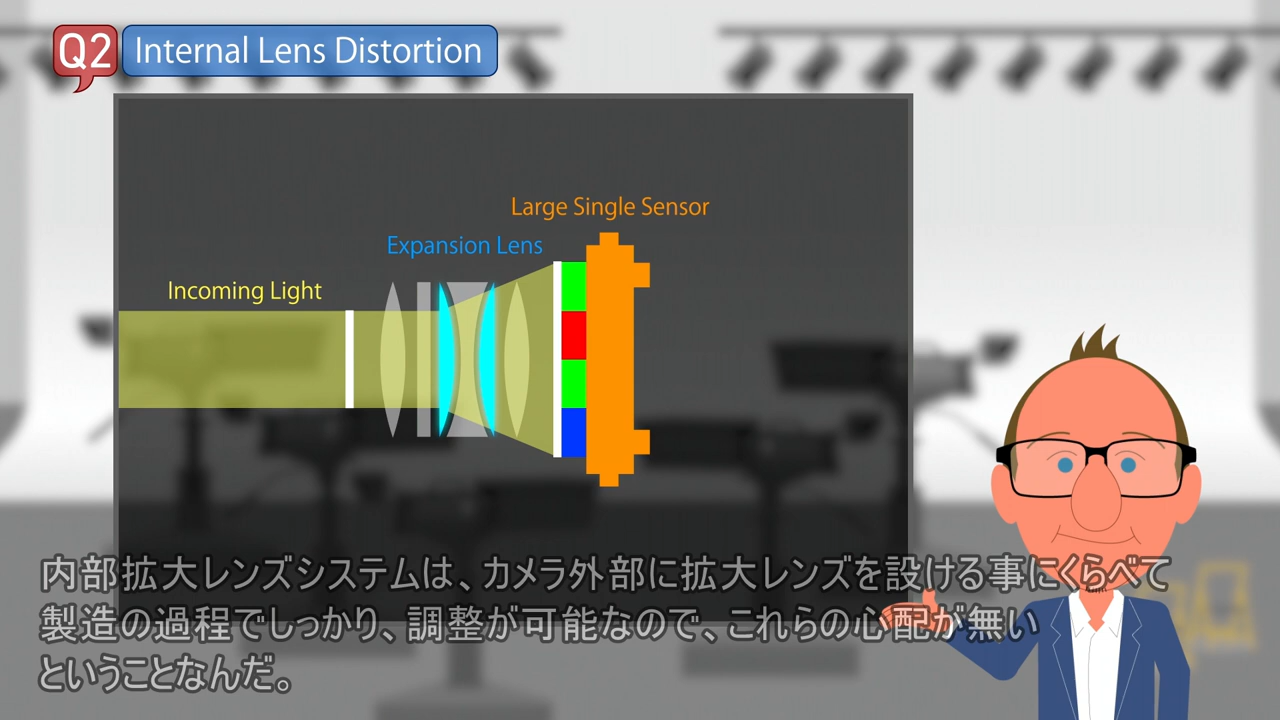 Q2 Internal Lens Distortion
Large Single Sensor
Expansion Lens
Incoming Light
内部拡大レンズシステムは、カメラ外部に拡大レンズを設ける事にくらべて
製造の過程でしっかり、調整が可能なので、これらの心配が無い
ということなんだ。